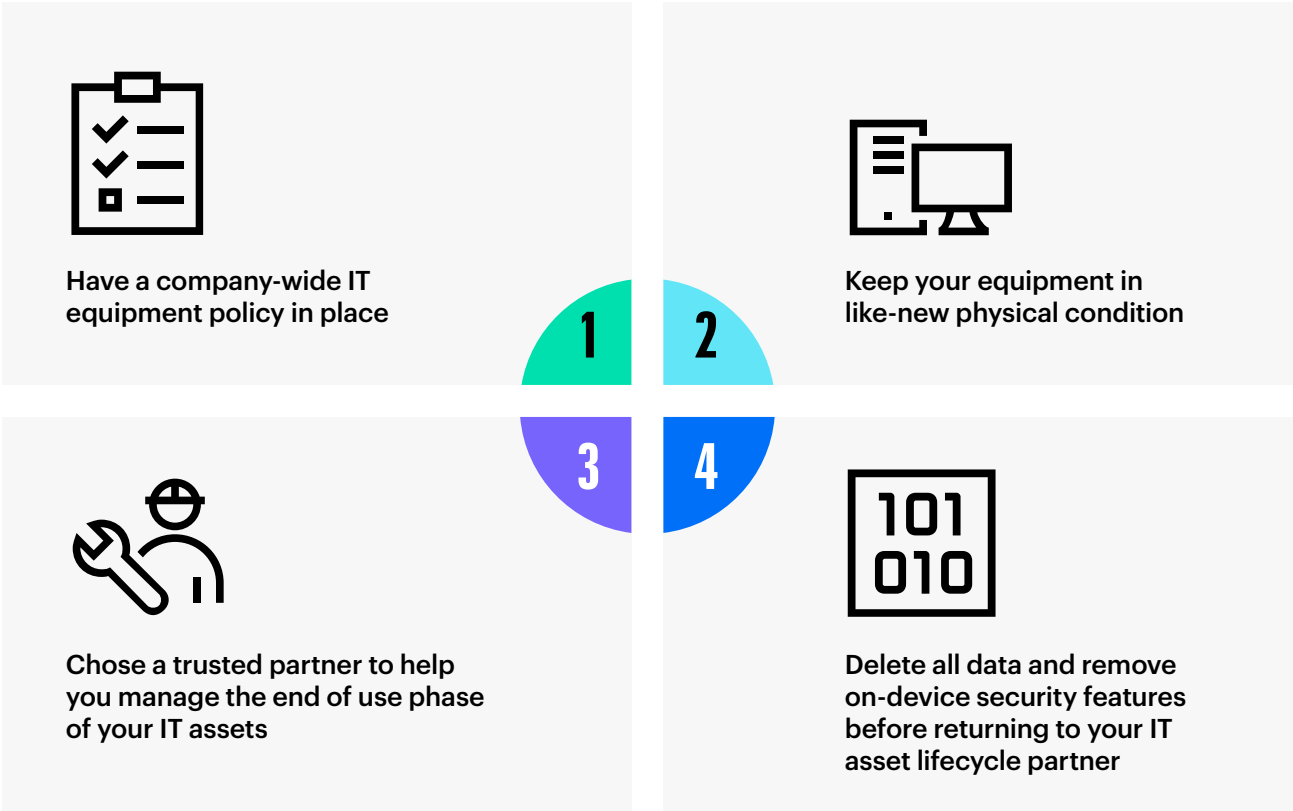 Have a company-wide IT
equipment policy in place
1
Keep your equipment in
like-new physical condition
2
3
Chose a trusted partner to help
you manage the end of use phase
of your IT assets
4
101
010
Delete all data and remove
on-device security features
before returning to your IT
asset lifecycle partner